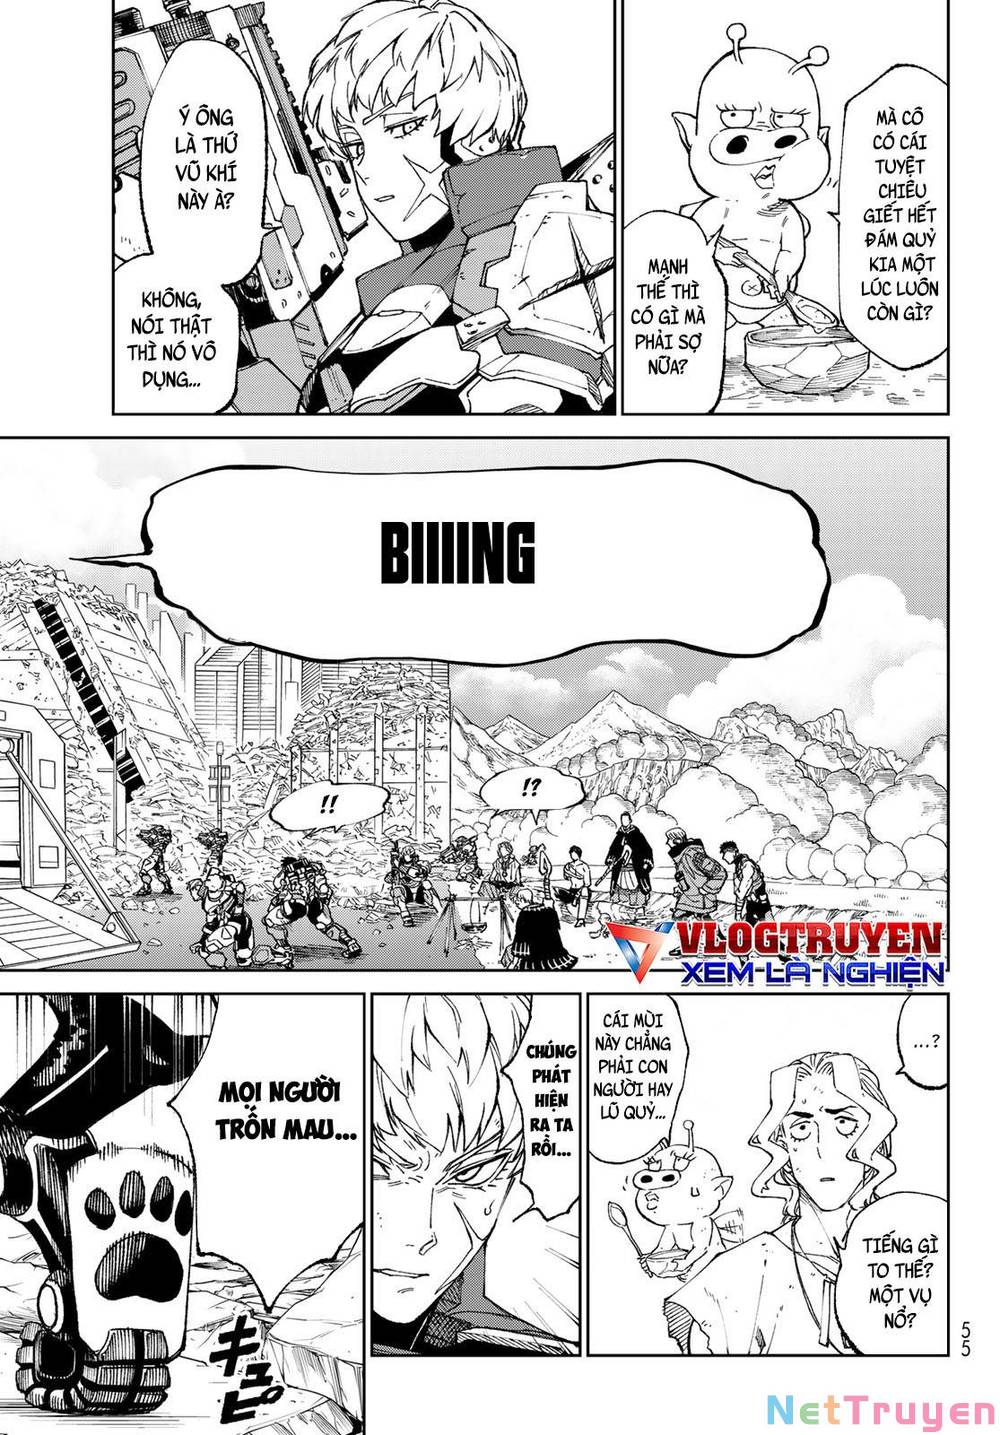 MÀ CÔ
CÓ CÁI
TUYỆT
CHIÊU
GIẾT HẾT
ĐÁM QUỶ
KIA MỘT
LÚC LUÔN
CÒN GÌ?
MẠNH
THẾ THÌ
CÓ GÌ MÀ
PHẢI SỢ
NỮA?
Ý ÔNG
LÀ THỨ
VŨ KHÍ
NÀY À?
KHÔNG,
NÓI THẬT
THÌ NÓ VÔ
DỤNG...
BIIIING
!?
!!
VLOGTRUYEN
XEM LÀ NGHIỆN
...?
TIẾNG GÌ
TO THẾ?
MỘT VỤ
NỔ?
CÁI MÙI
NÀY CHẲNG
PHẢI CON
NGƯỜI HAY
LŨ QUỶ...
CHÚNG
PHÁT
HIỆN
RA TA
RỒI...
MỌI NGƯỜI
TRỐN MAU...
キュピ
55
NetTruyen